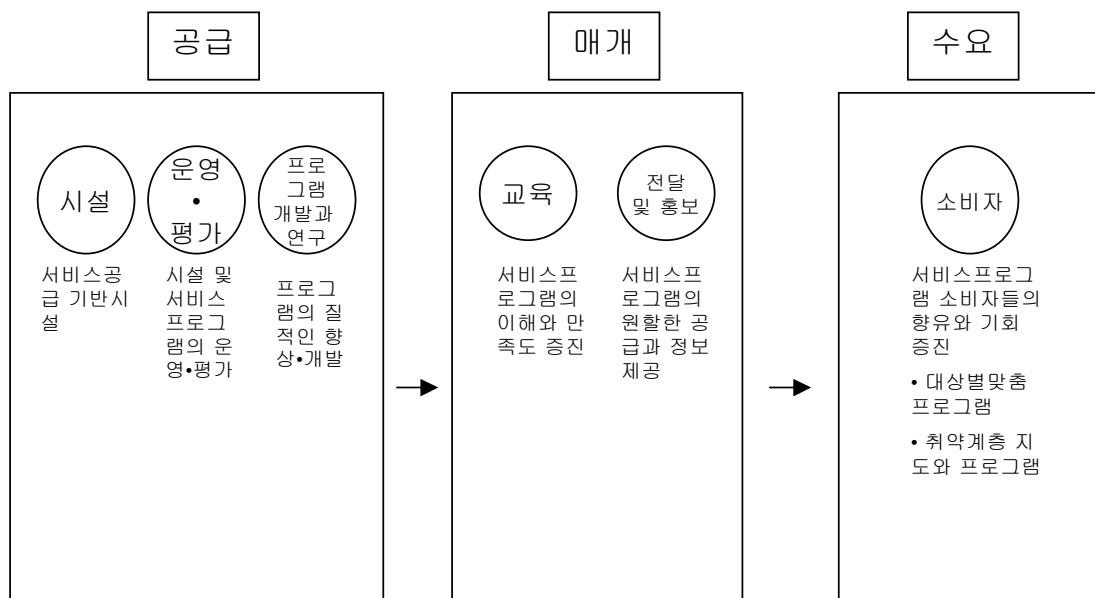 공급
시설
운영
•
평가
프로
그램
개발과
연구
서비스공
급 기반시
설
시설 및
서비스
프로그
램의 운
영•평가
프로그
램의 질
적인 향
상•개발
매개
교육
전달
및 홍보
서비스프
로그램의
이해와 만
족도 증진
서비스프
로그램의
원할한 공
급과 정보
제공
수요
소비자
서비스프로그
램 소비자들의
향유와 기회
증진
• 대상별맞춤
프로그램
• 취약계층 지
도와 프로그램